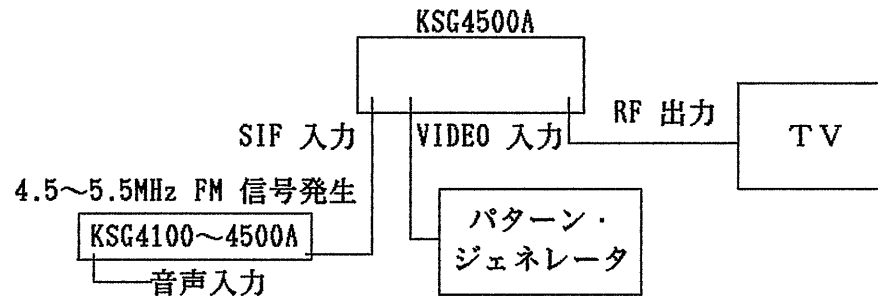 KSG4500A
SIF 入力
VIDEO 入力
RF 出力
TV
4.5〜5.5MHz FM 信号発生
KSG4100〜4500A
音声入力
パターン・
ジェネレータ